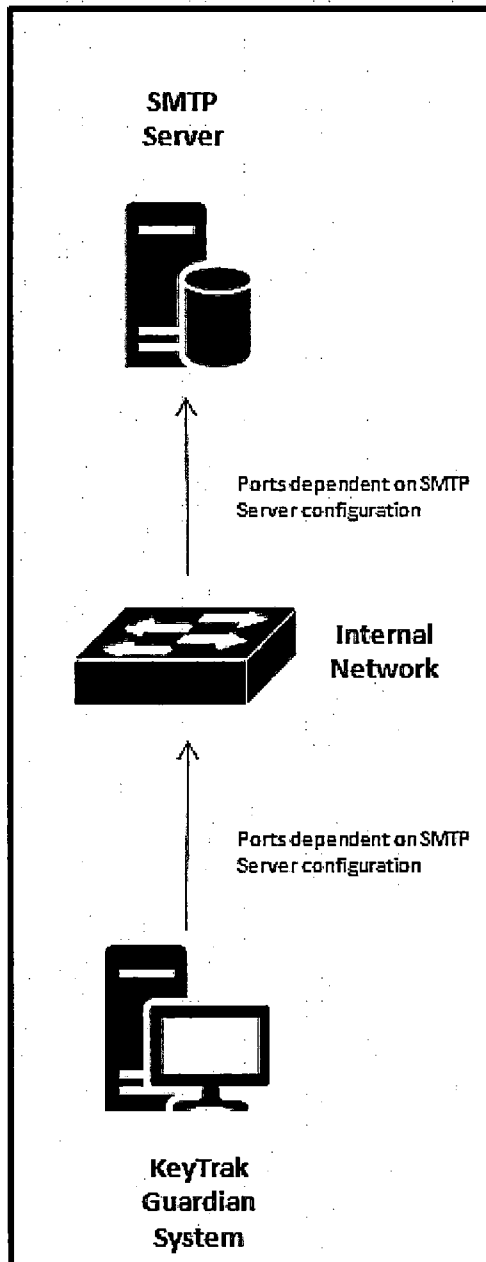 SMTP
Server
Ports dependent on SMTP
Server configuration
Internal
Network
Ports dependent on SMTP
Server configuration
KeyTrak
Guardian
System